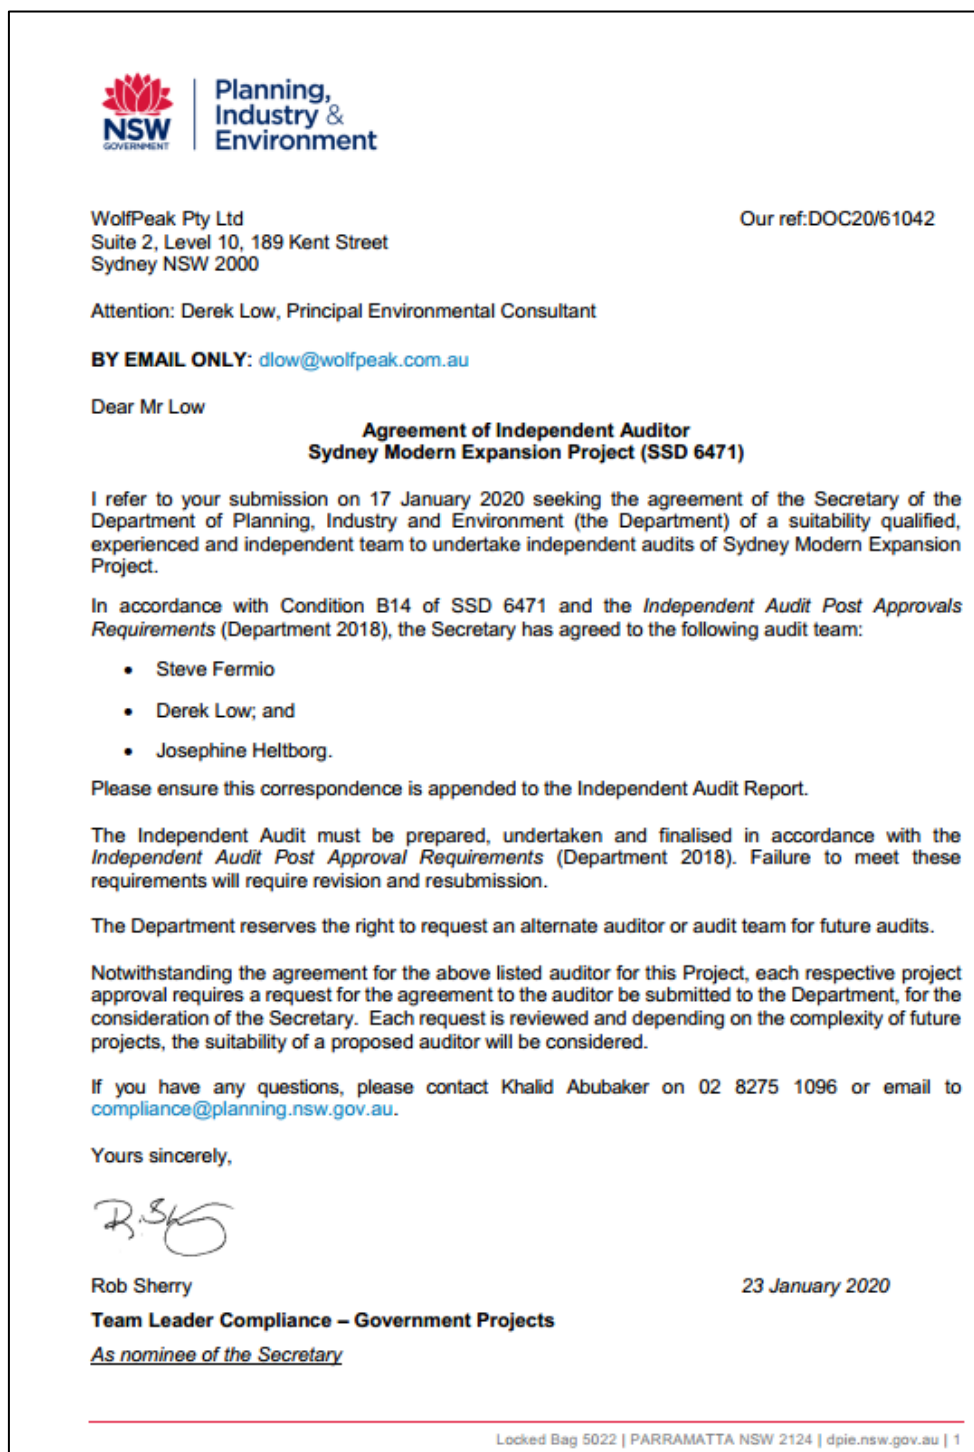 NSW
GOVERNMENT
Planning,
Industry &
Environment
WolfPeak Pty Ltd
Our ref:DOC20/61042
Suite 2, Level 10, 189 Kent Street
Sydney NSW 2000
Attention: Derek Low, Principal Environmental Consultant
BY EMAIL ONLY: dlow@wolfpeak.com.au
Dear Mr Low
Agreement of Independent Auditor
Sydney Modern Expansion Project (SSD 6471)
I refer to your submission on 17 January 2020 seeking the agreement of the Secretary of the
Department of Planning, Industry and Environment (the Department) of a suitability qualified,
experienced and independent team to undertake independent audits of Sydney Modern Expansion
Project.
In accordance with Condition B14 of SSD 6471 and the Independent Audit Post Approvals
Requirements (Department 2018), the Secretary has agreed to the following audit team:
• Steve Fermio
• Derek Low; and
• Josephine Heltborg.
Please ensure this correspondence is appended to the Independent Audit Report.
The Independent Audit must be prepared, undertaken and finalised in accordance with the
Independent Audit Post Approval Requirements (Department 2018). Failure to meet these
requirements will require revision and resubmission.
The Department reserves the right to request an alternate auditor or audit team for future audits.
Notwithstanding the agreement for the above listed auditor for this Project, each respective project
approval requires a request for the agreement to the auditor be submitted to the Department, for the
consideration of the Secretary. Each request is reviewed and depending on the complexity of future
projects, the suitability of a proposed auditor will be considered.
If you have any questions, please contact Khalid Abubaker on 02 8275 1096 or email to
compliance@planning.nsw.gov.au.
Yours sincerely,
Rob Sherry
23 January 2020
Team Leader Compliance – Government Projects
As nominee of the Secretary
Locked Bag 5022 | PARRAMATTA NSW 2124 | dpie.nsw.gov.au | 1